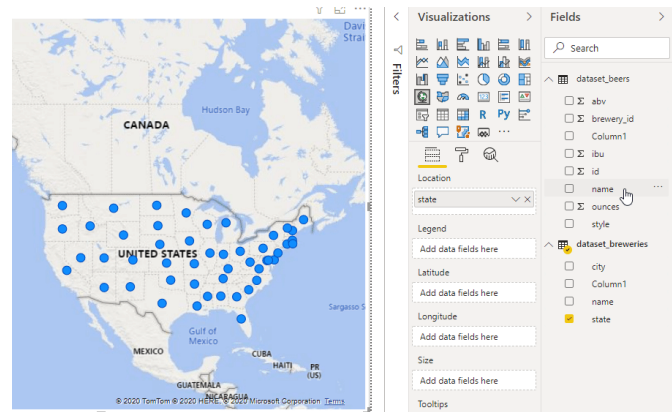 Davi
Strai
Hudson Bay
CANADA
UNITED STATES
Sargasso S
Gulf of
Mexico
MEXICO
CUBA
HAITI
PR
(US)
GUATEMALA
NICARAGUA
© 2020 TomTom © 2020 HERE, © 2020 Microsoft Corporation Terms
Filters
Visualizations
R
Py
Location
state
Legend
Add data fields here
Latitude
Add data fields here
Longitude
Add data fields here
Size
Add data fields here
Tooltips
Fields
Search
dataset_beers
Σ abv
Σ brewery_id
Column1
Σ ibu
Σ id
name
Σ ounces
style
dataset_breweries
city
Column1
name
state